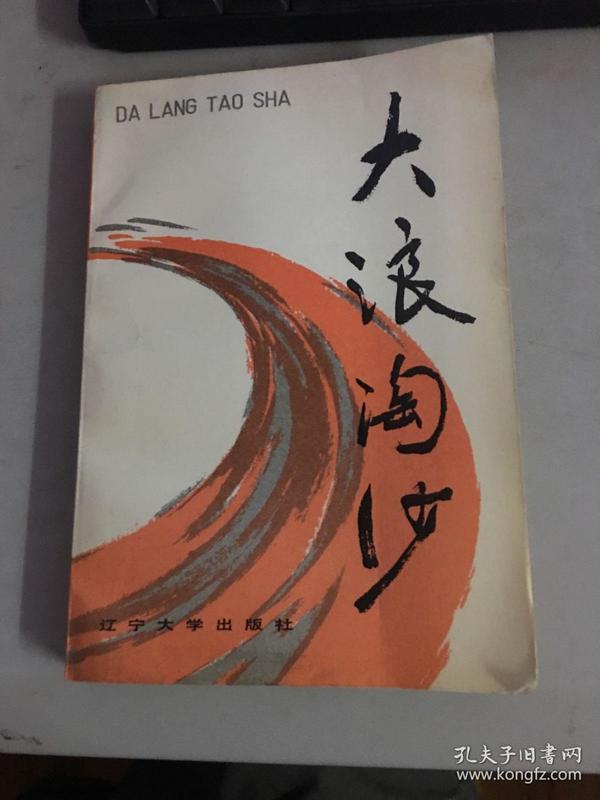 DA LANG TAO SHA
大浪淘沙
辽宁大学出版社
孔夫子旧书网
www.kongfz.com